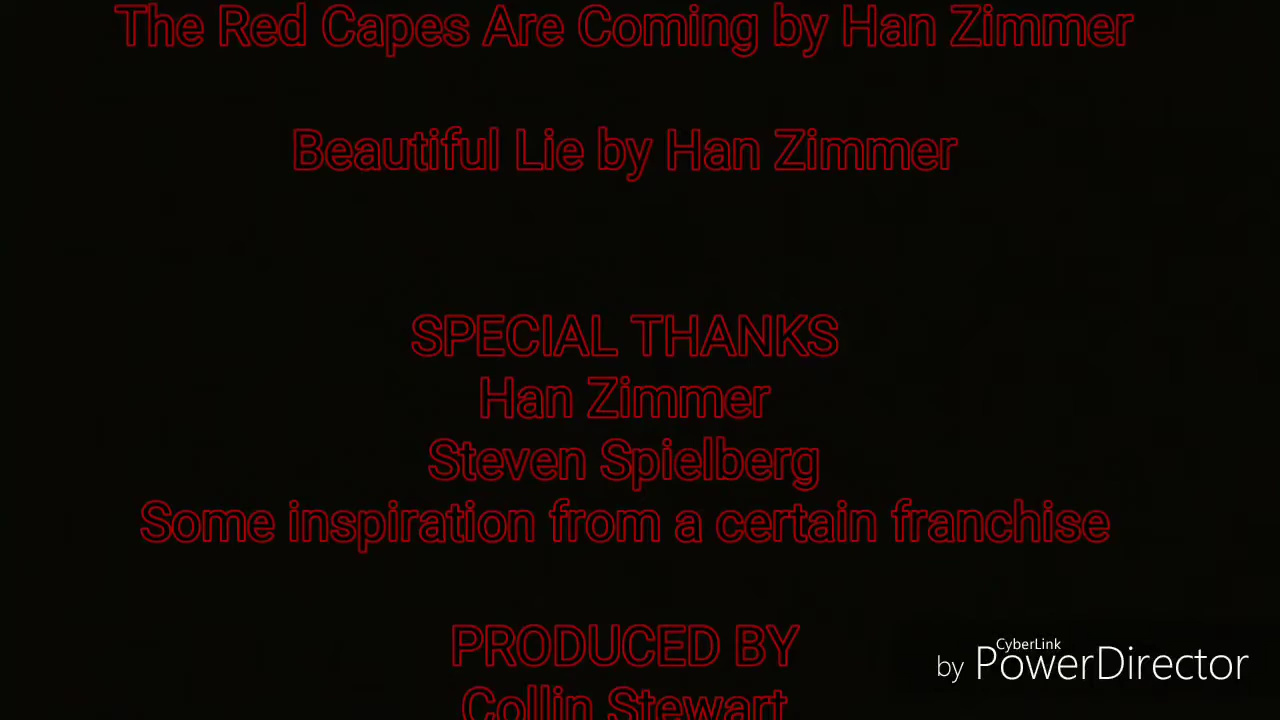 The Red Capes Are Coming by Han Zimmer
Beautiful Lie by Han Zimmer
SPECIAL THANKS
Han Zimmer
Steven Spielberg
Some inspiration from a certain franchise
PRODUCED BY
Collin Stewart
CyberLink
by PowerDirector